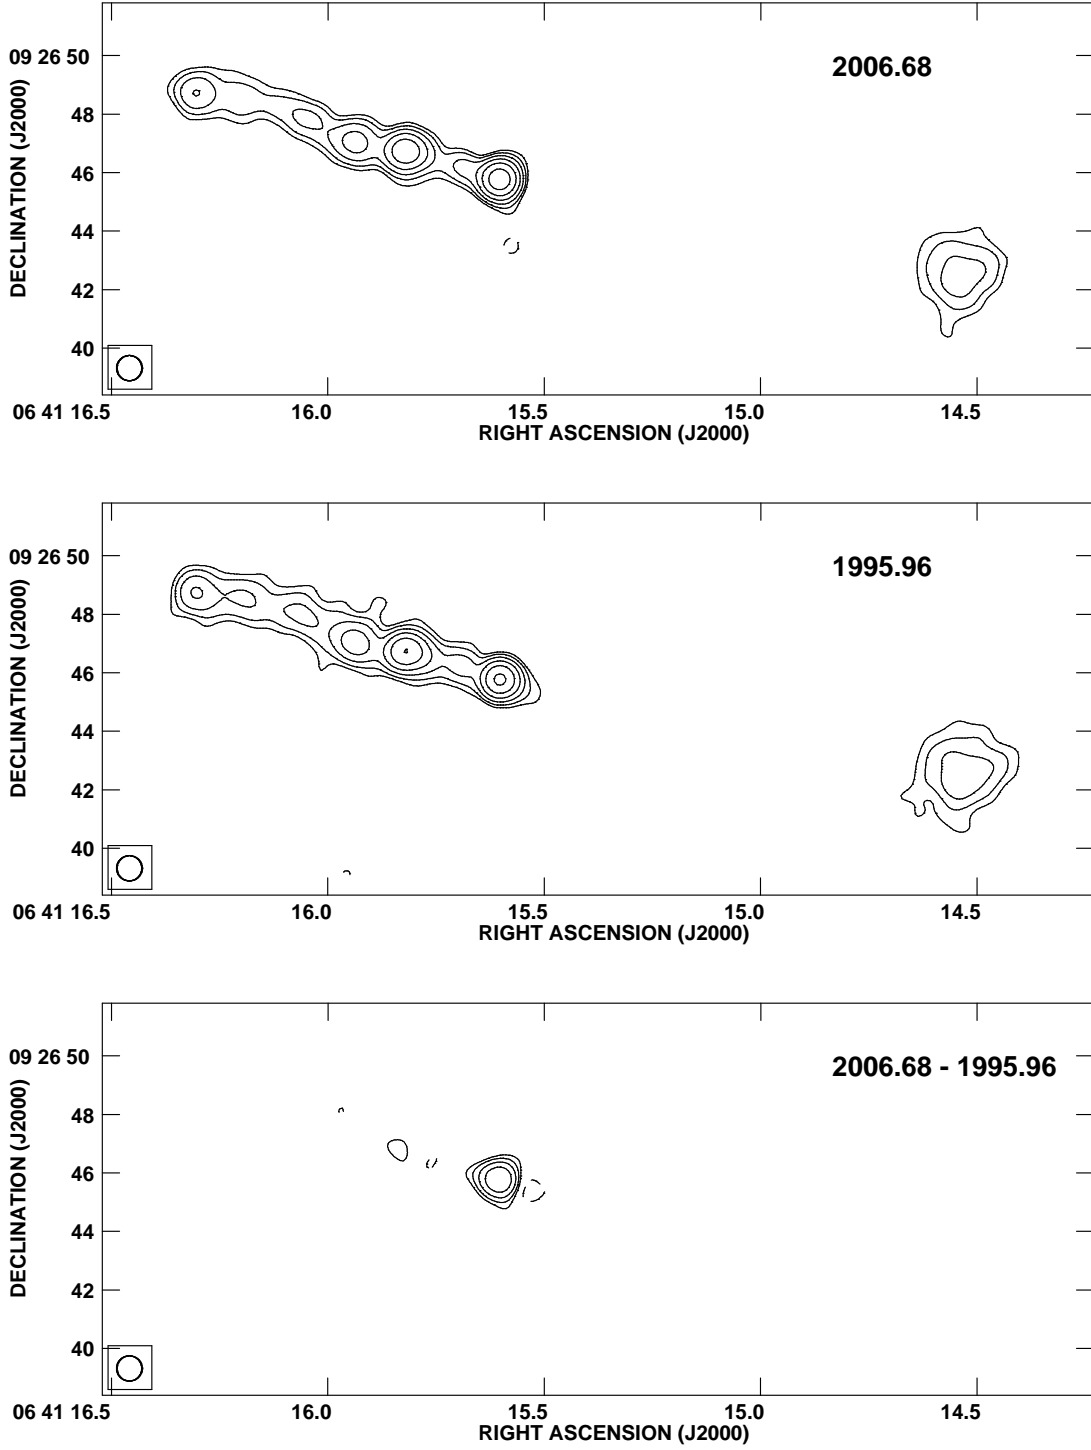 2006.68
DECLINATION (J2000)
09 26 50
48
46
44
42
40
06 41 16.5 16.0 15.5 15.0 14.5
RIGHT ASCENSION (J2000)
1995.96
DECLINATION (J2000)
09 26 50
48
46
44
42
40
06 41 16.5 16.0 15.5 15.0 14.5
RIGHT ASCENSION (J2000)
2006.68 - 1995.96
DECLINATION (J2000)
09 26 50
48
46
44
42
40
06 41 16.5 16.0 15.5 15.0 14.5
RIGHT ASCENSION (J2000)